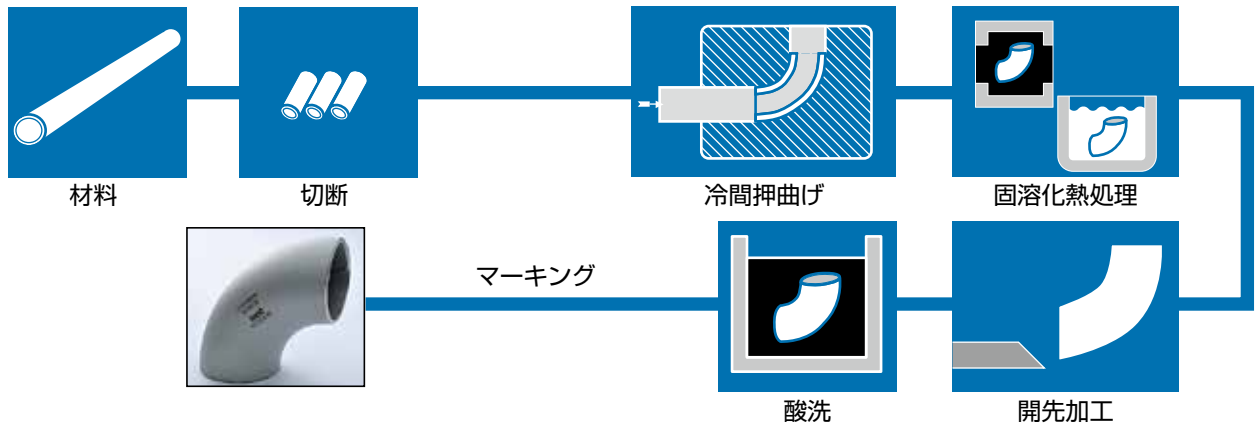 材料
切断
冷間押曲げ
固溶化熱処理
マーキング
酸洗
開先加工